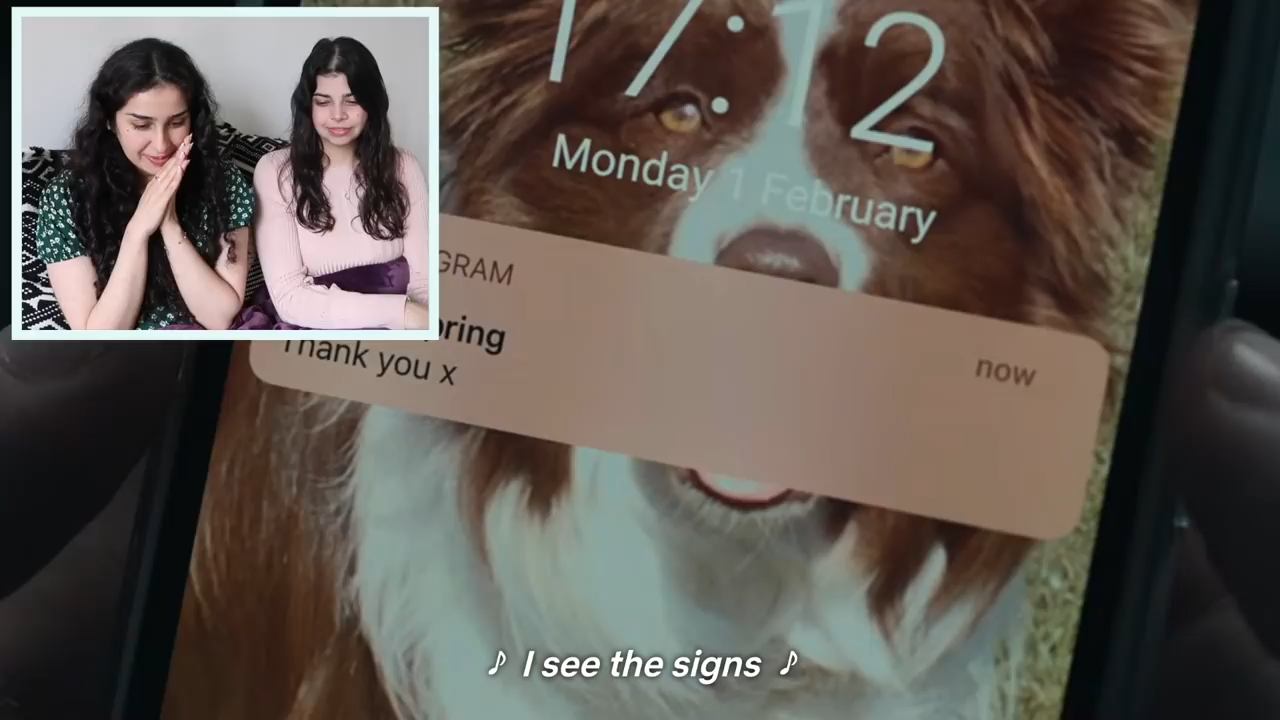 17:12
Monday 1 February
GRAM
pring
now
Thank you x
♪ I see the signs ♪